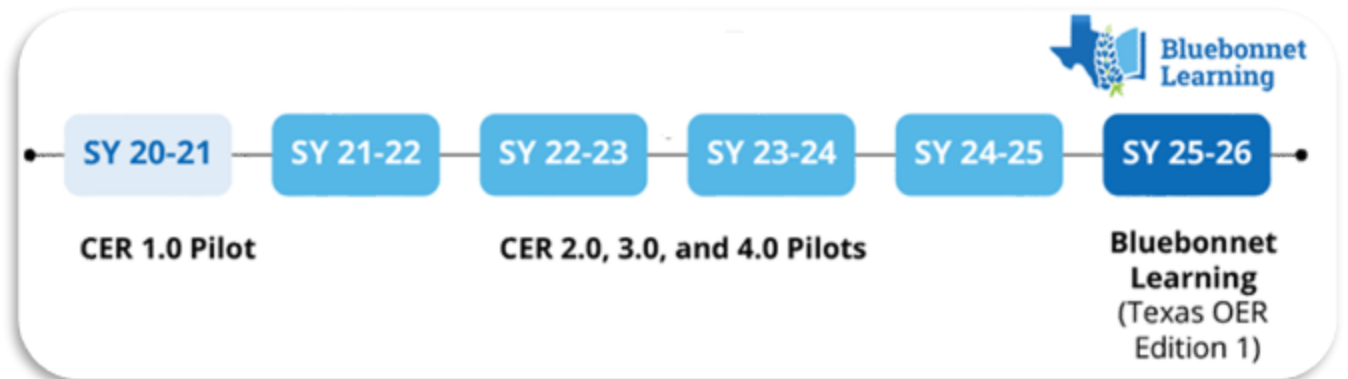 Bluebonnet
Learning
SY 20-21
SY 21-22
SY 22-23
SY 23-24
SY 24-25
SY 25-26
CER 1.0 Pilot
CER 2.0, 3.0, and 4.0 Pilots
Bluebonnet
Learning
(Texas OER
Edition 1)